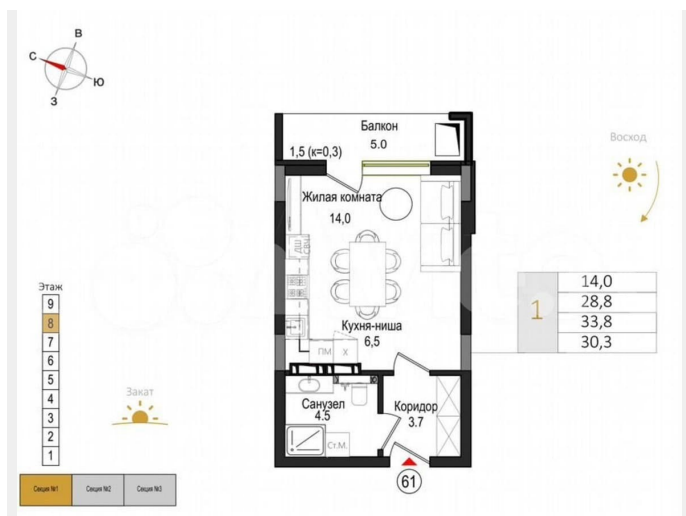 В
С
Ю
З
Балкон
5.0
1,5 (к=0,3)
Восход
Жилая комната
14,0
СВЧ
ДШ
Этаж
9
8
7
6
5
4
3
2
1
1
14,0
28,8
33,8
30,3
Кухня-ниша
6,5
ПМ
Х
Закат
Санузел
4.5
Коридор
3.7
Ст.М.
61
Секция №1
Секция №2
Секция №3